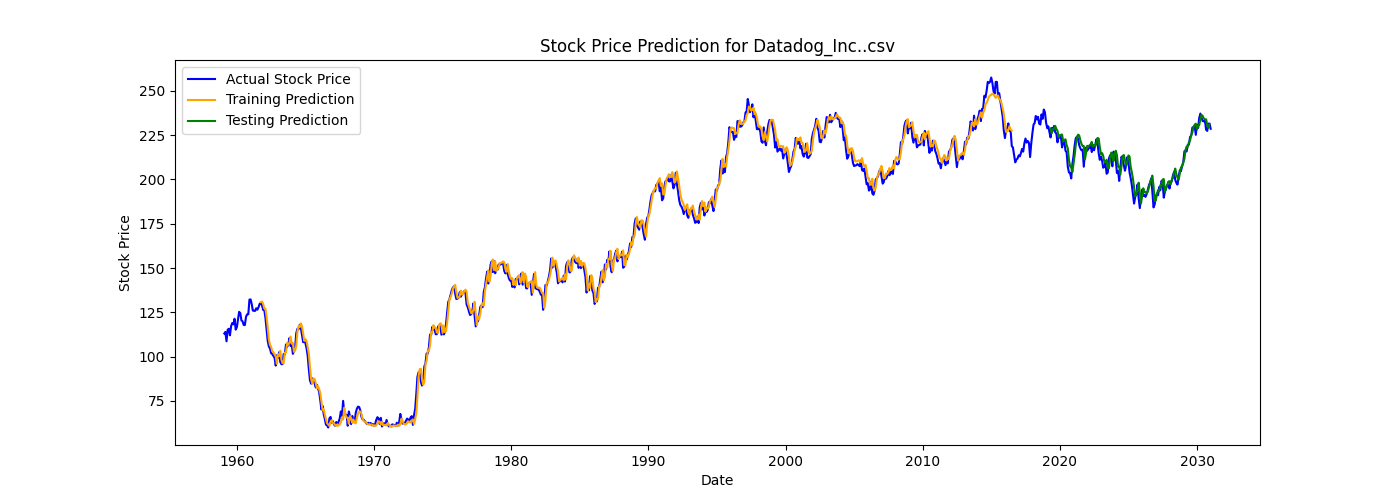 Stock Price Prediction for Datadog_Inc..csv
Actual Stock Price
Training Prediction
Testing Prediction
Stock Price
250
225
200
175
150
125
100
75
1960 1970 1980 1990 2000 2010 2020 2030
Date